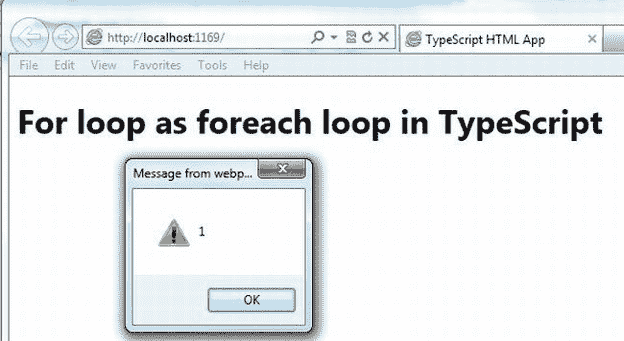 http://localhost:1169/
TypeScript HTML App
File Edit View Favorites Tools Help
For loop as foreach loop in TypeScript
Message from webp...
1
OK